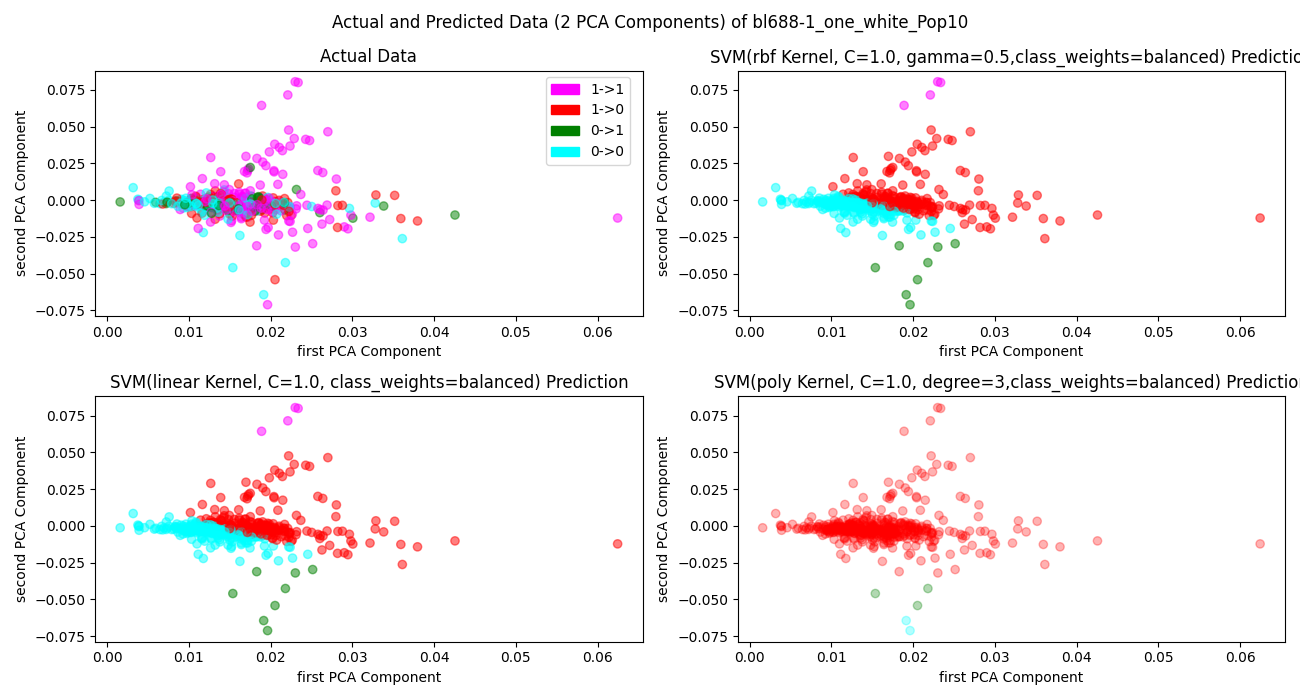 Actual and Predicted Data (2 PCA Components) of bl688-1_one_white_Pop10
Actual Data
0.075
0.050
0.025
0.000
−0.025
−0.050
−0.075
second PCA Component
1->1
1->0
0->1
0->0
0.00 0.01 0.02 0.03 0.04 0.05 0.06
first PCA Component
SVM(rbf Kernel, C=1.0, gamma=0.5,class_weights=balanced) Predictio
0.075
0.050
0.025
0.000
−0.025
−0.050
−0.075
second PCA Component
0.00 0.01 0.02 0.03 0.04 0.05 0.06
first PCA Component
SVM(linear Kernel, C=1.0, class_weights=balanced) Prediction
0.075
0.050
0.025
0.000
−0.025
−0.050
−0.075
second PCA Component
0.00 0.01 0.02 0.03 0.04 0.05 0.06
first PCA Component
SVM(poly Kernel, C=1.0, degree=3,class_weights=balanced) Predictio
0.075
0.050
0.025
0.000
−0.025
−0.050
−0.075
second PCA Component
0.00 0.01 0.02 0.03 0.04 0.05 0.06
first PCA Component